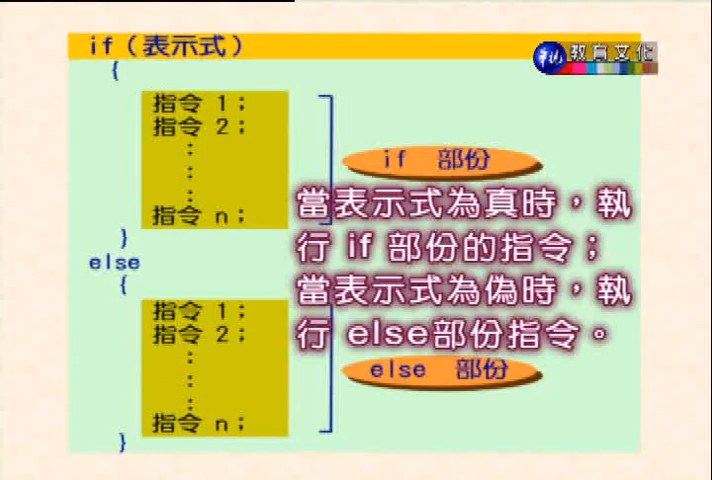 if (表示式)
華視 教育文化
{
指令 1;
指令 2;
:
:
:
指令 n;
if 部份
}
當表示式為真時，執
行 if 部份的指令；
當表示式為偽時，執
行 else部份指令。
else
{
指令 1;
指令 2;
:
:
:
指令 n;
else 部份
}